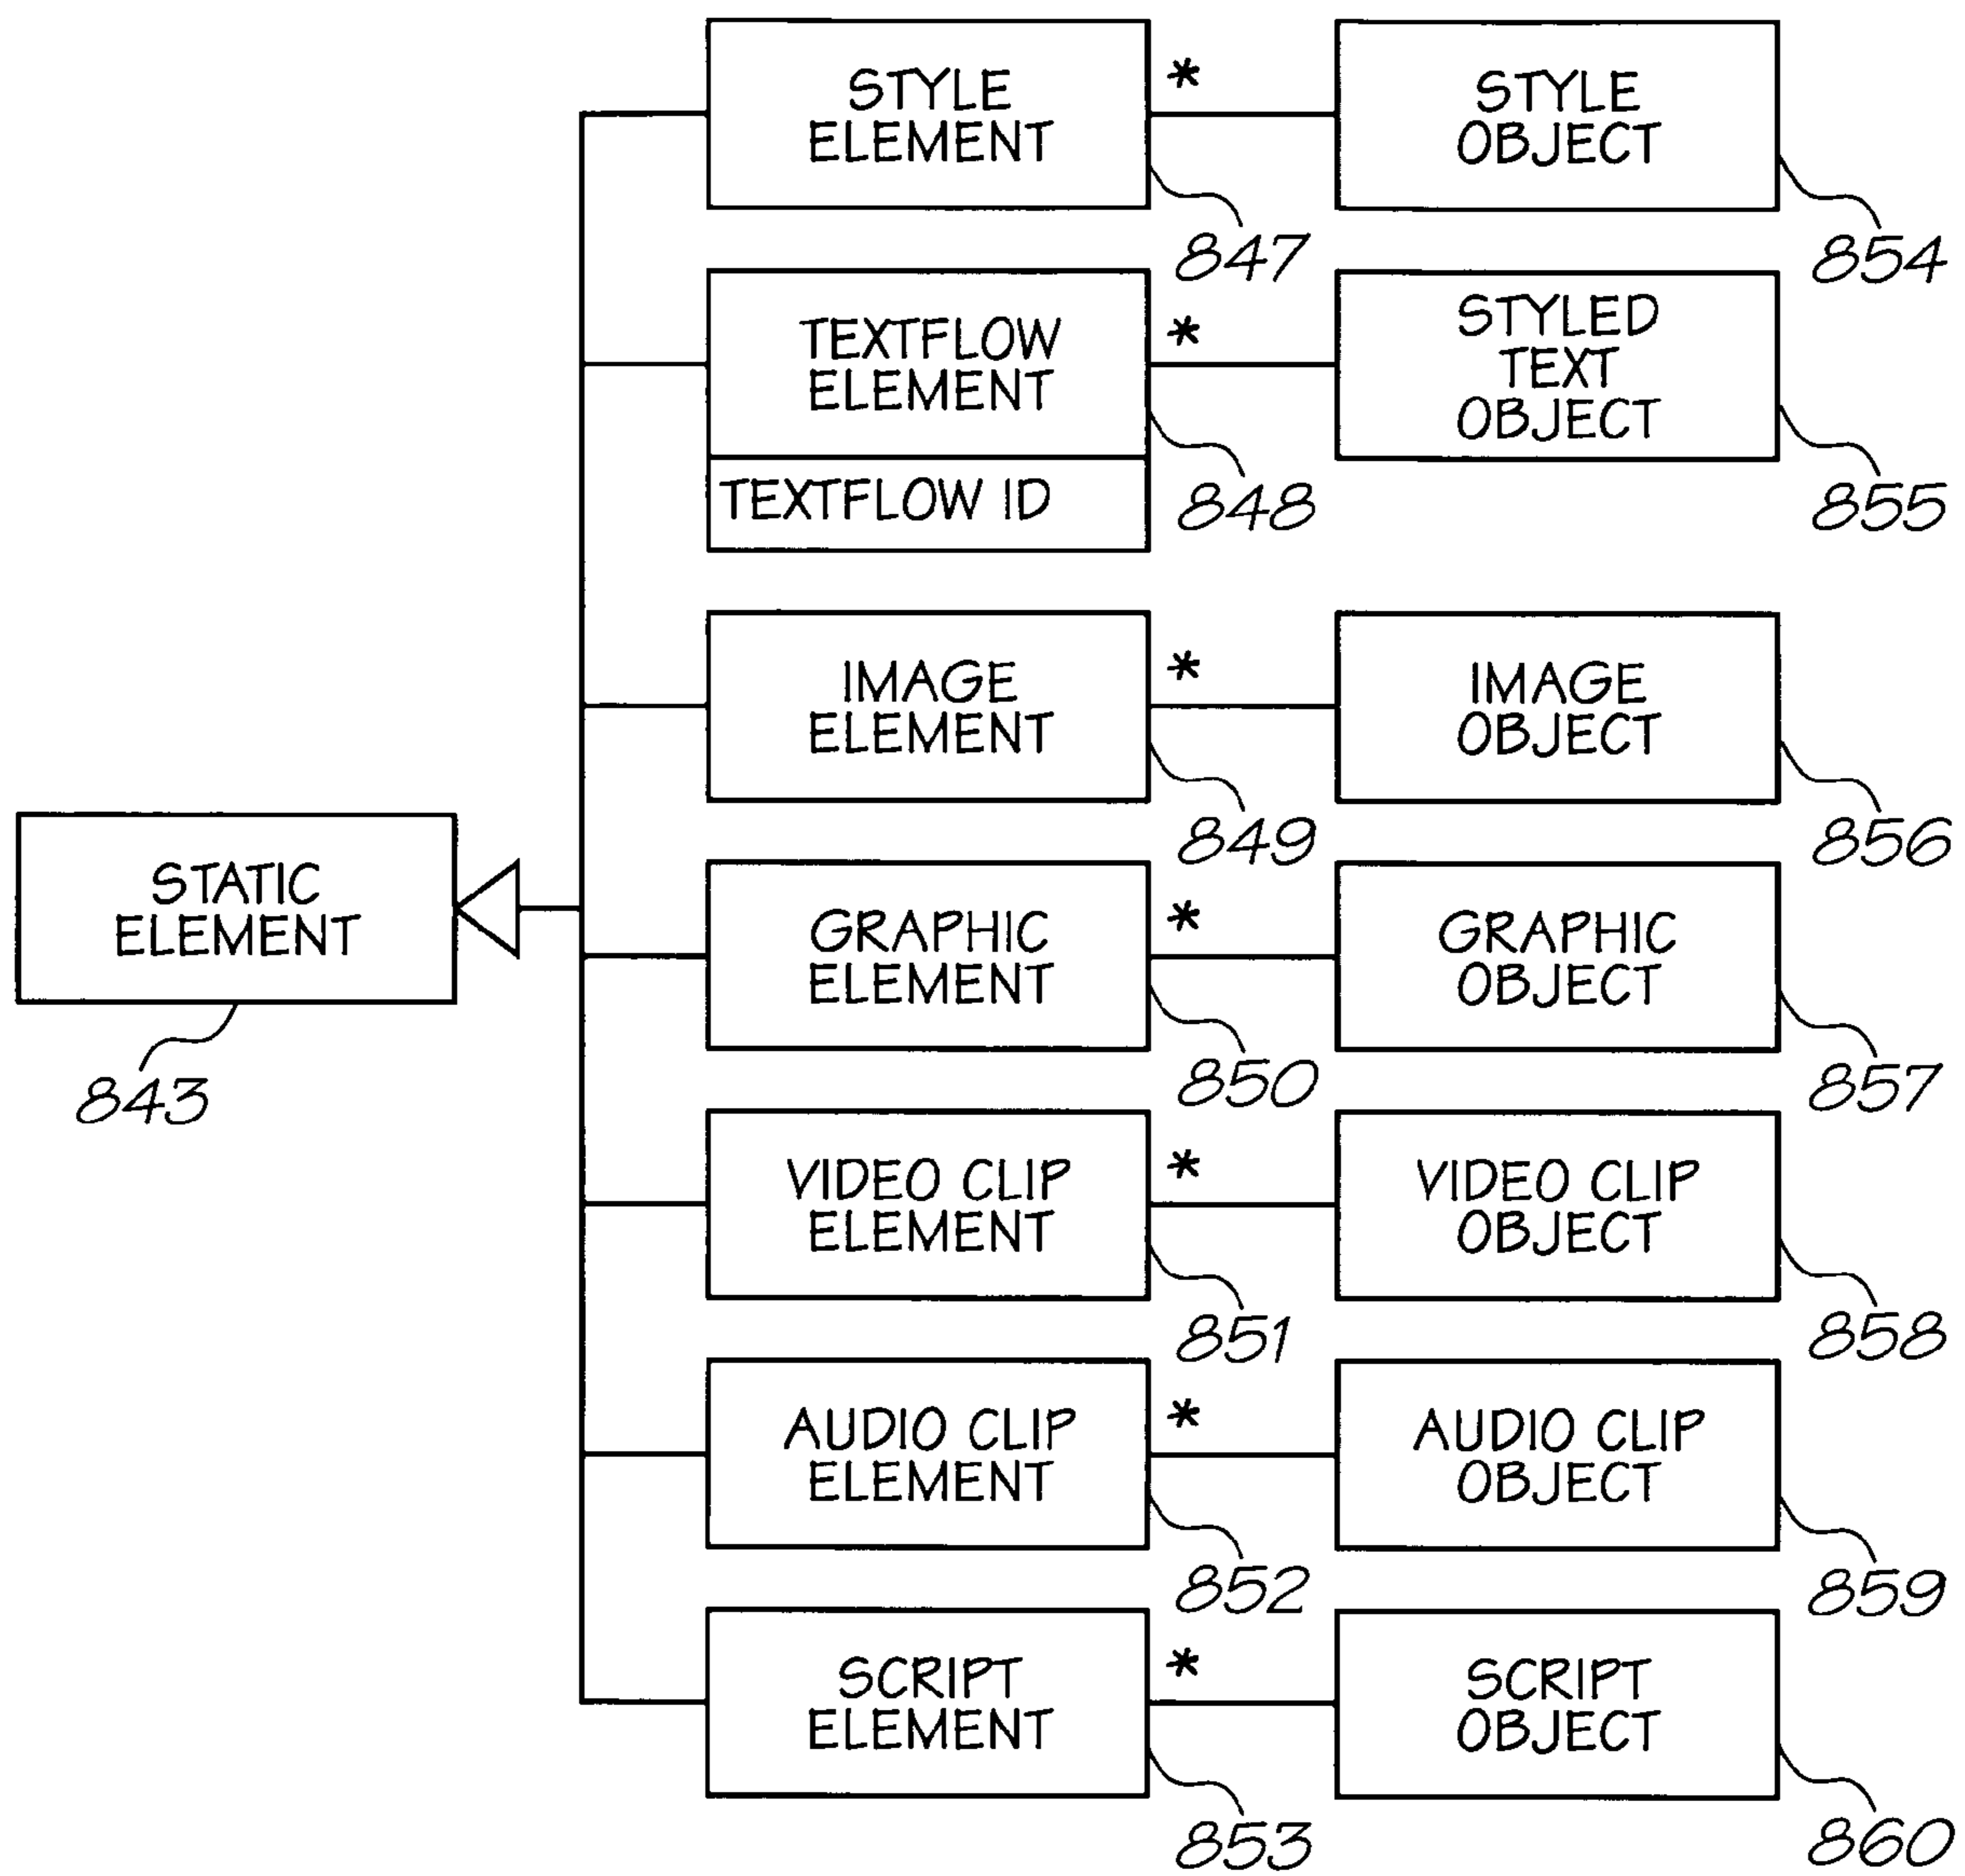 STYLE
ELEMENT
*
STYLE
OBJECT
847
854
TEXTFLOW
ELEMENT
TEXTFLOW ID
*
STYLED
TEXT
OBJECT
848
855
IMAGE
ELEMENT
*
IMAGE
OBJECT
849
856
STATIC
ELEMENT
843
GRAPHIC
ELEMENT
*
GRAPHIC
OBJECT
850
857
VIDEO CLIP
ELEMENT
*
VIDEO CLIP
OBJECT
851
858
AUDIO CLIP
ELEMENT
*
AUDIO CLIP
OBJECT
852
859
SCRIPT
ELEMENT
*
SCRIPT
OBJECT
853
860